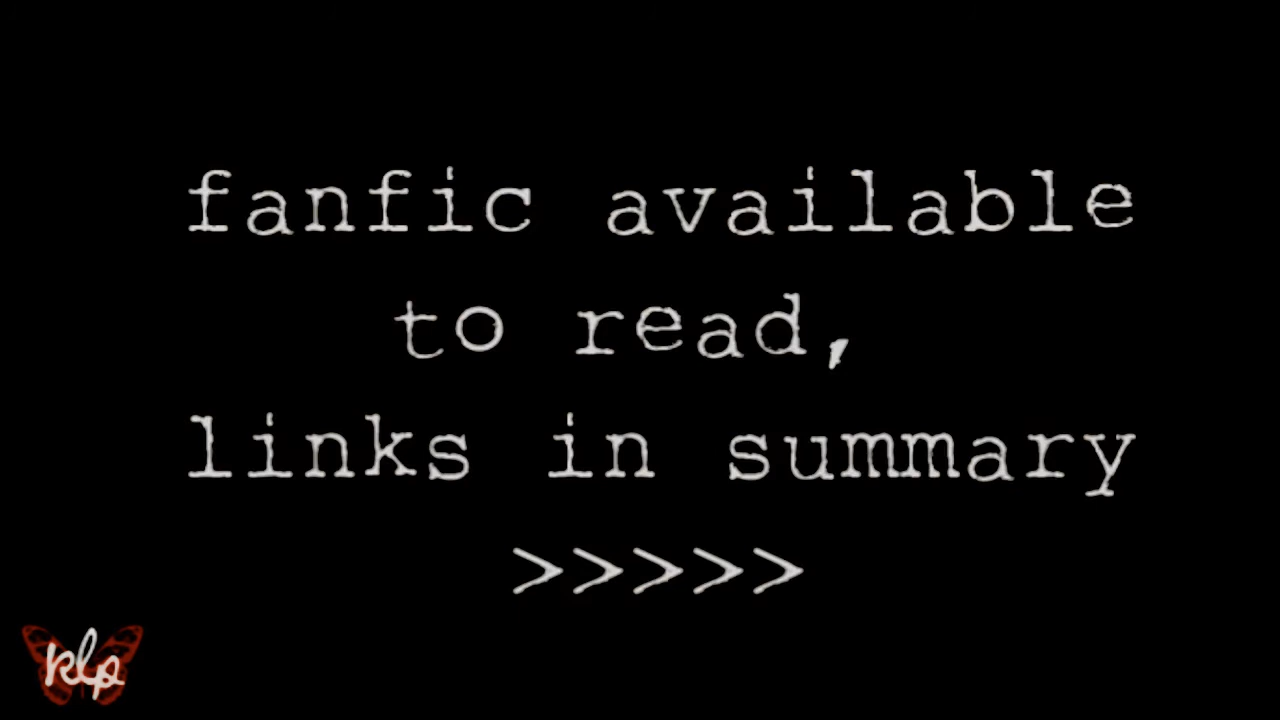 fanfic available
to read,
links in summary
>>>>>
klp